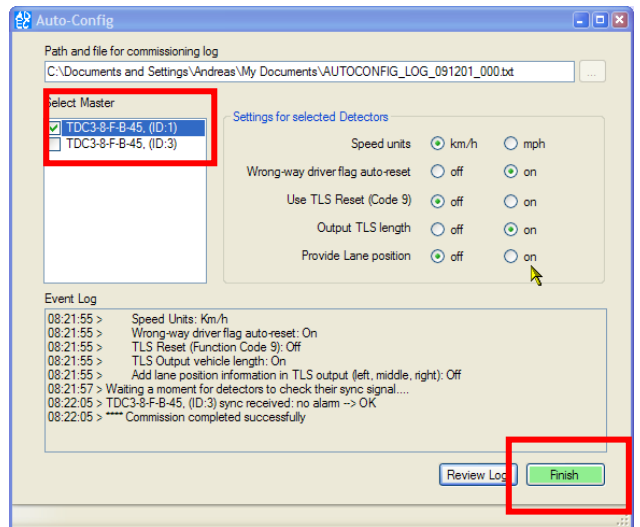 Auto-Config
Path and file for commissioning log
C:\Documents and Settings\Andreas\My Documents\AUTOCONFIG_LOG_091201_000.txt
...
Select Master
TDC3-8-F-B-45, (ID:1)
TDC3-8-F-B-45, (ID:3)
Settings for selected Detectors
Speed units km/h mph
Wrong-way driver flag auto-reset off on
Use TLS Reset (Code 9) off on
Output TLS length off on
Provide Lane position off on
Event Log
08:21:55 > Speed Units: Km/h
08:21:55 > Wrong-way driver flag auto-reset: On
08:21:55 > TLS Reset (Function Code 9): Off
08:21:55 > TLS Output vehicle length: On
08:21:55 > Add lane position information in TLS output (left, middle, right): Off
08:21:57 > Waiting a moment for detectors to check their sync signal....
08:22:05 > TDC3-8-F-B-45, (ID:3) sync received: no alarm --> OK
08:22:05 > **** Commission completed successfully
Review Log Finish